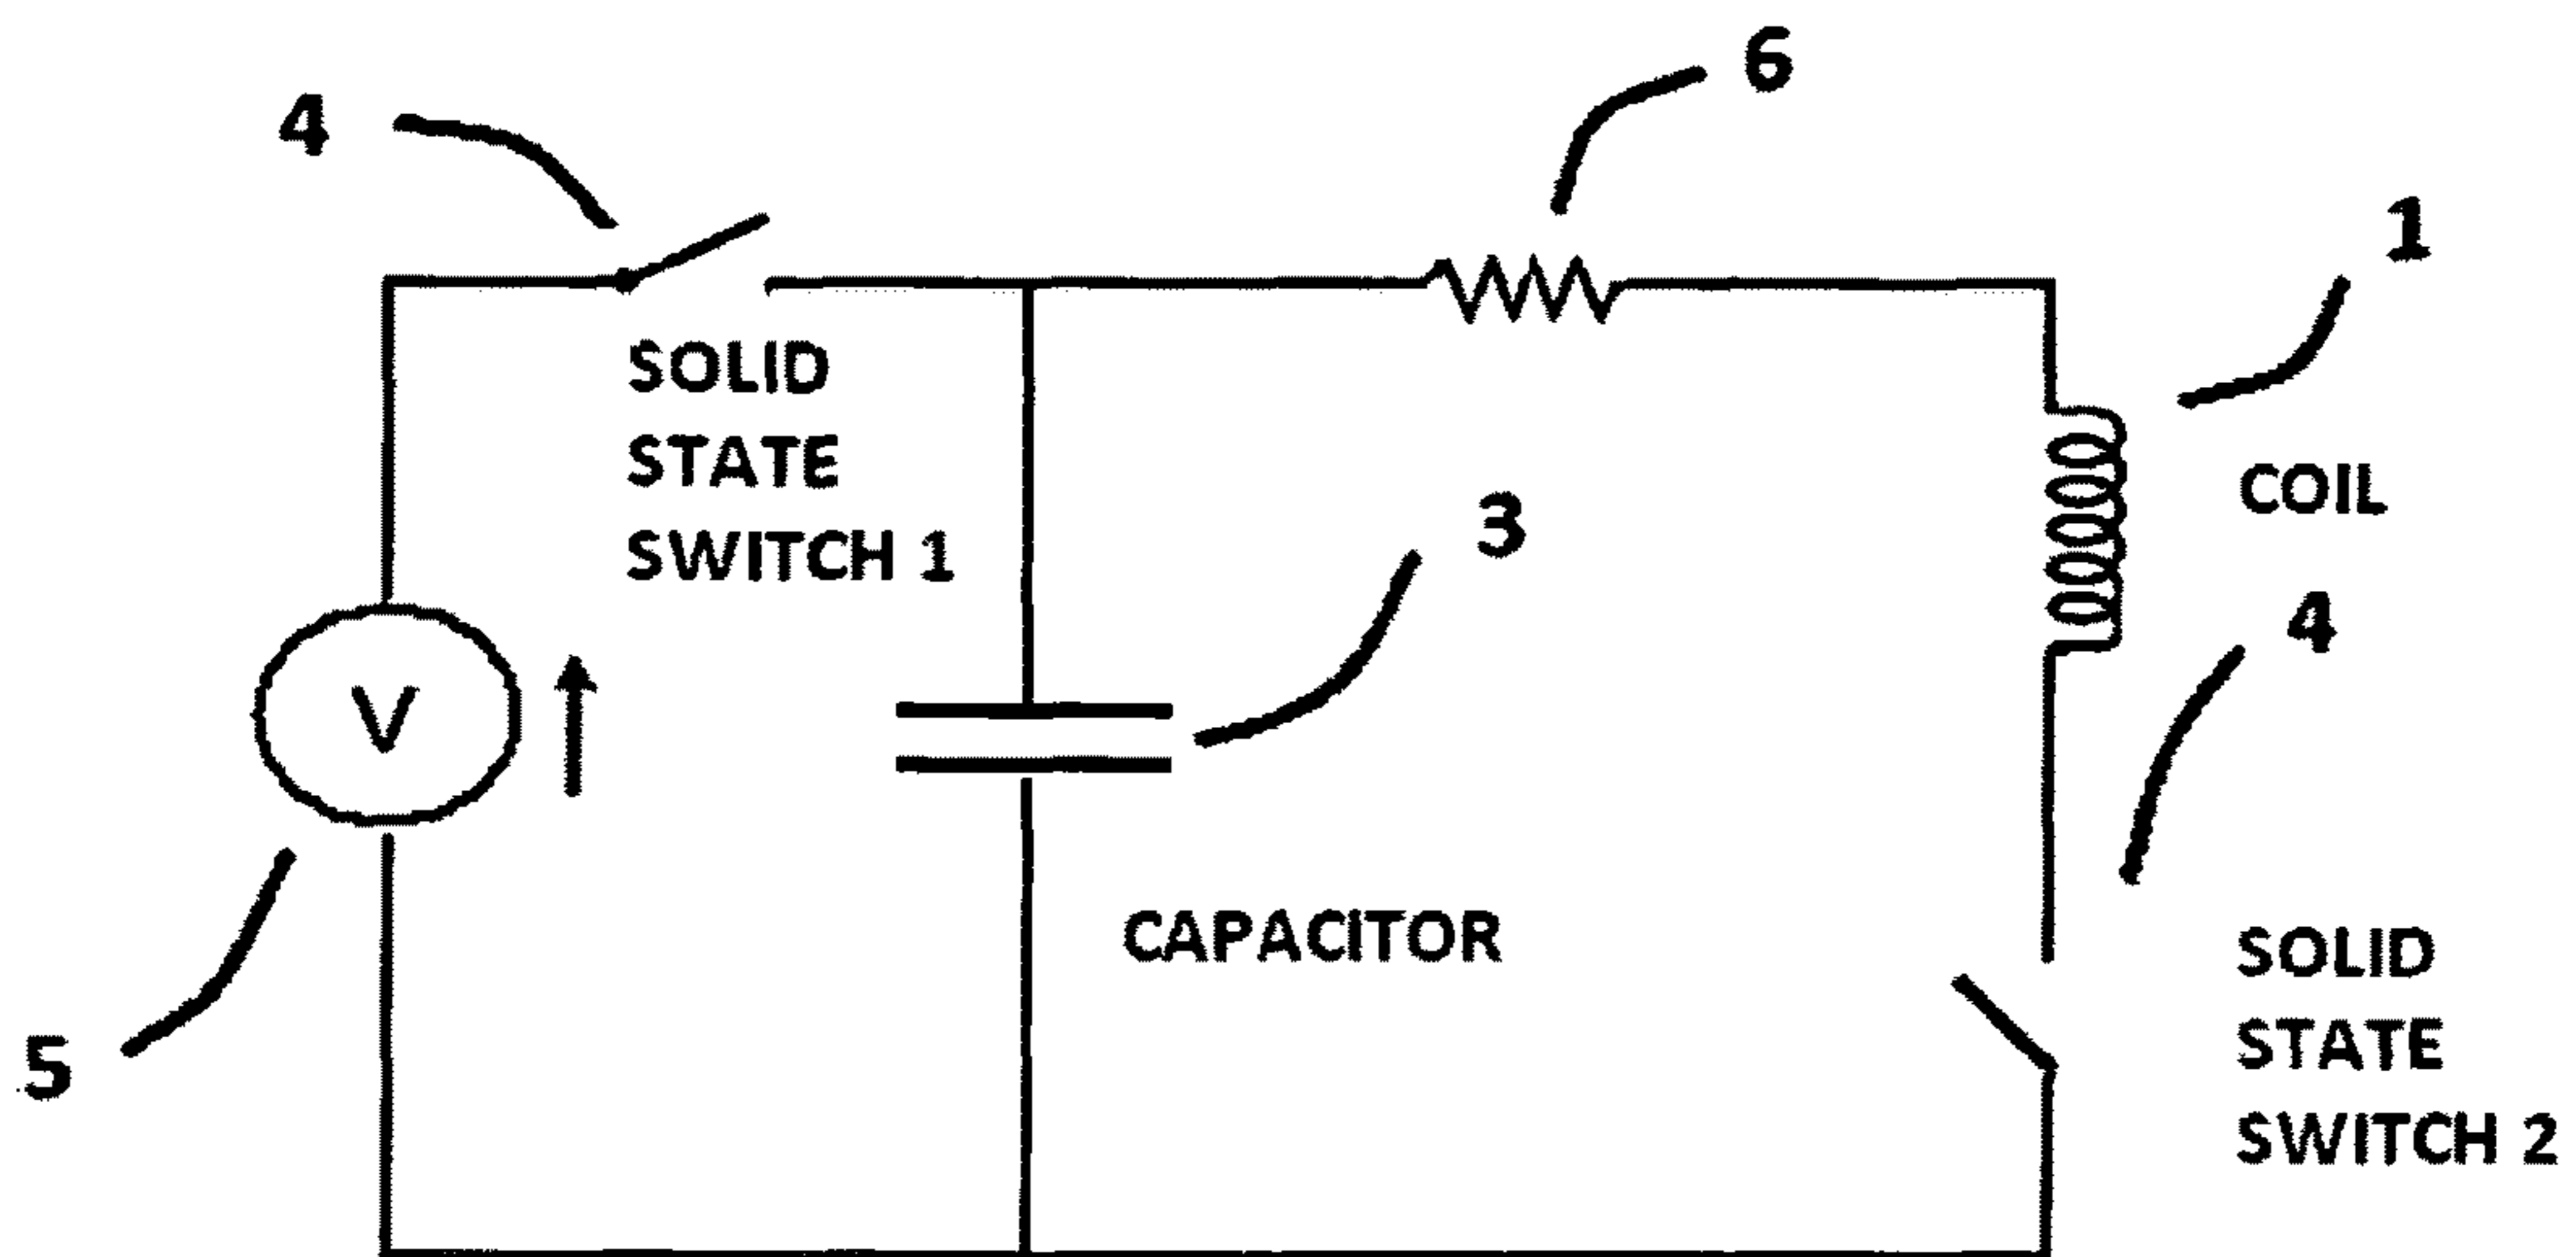 4
6
1
SOLID
STATE
SWITCH 1
COIL
3
4
V
CAPACITOR
5
SOLID
STATE
SWITCH 2